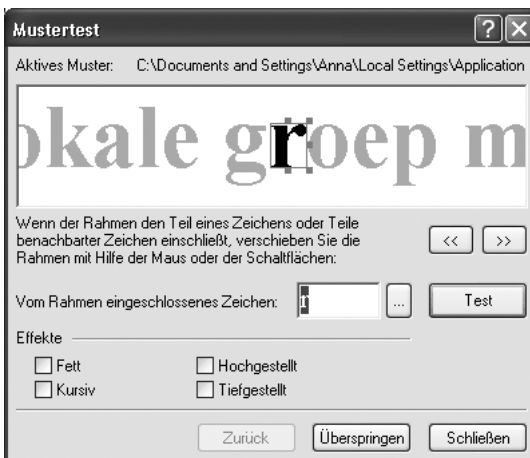 Mustertest
Aktives Muster: C:\Documents and Settings\Anna\Local Settings\Application
okale groep m
Wenn der Rahmen den Teil eines Zeichens oder Teile
benachbarter Zeichen einschließt, verschieben Sie die
Rahmen mit Hilfe der Maus oder der Schaltflächen:
<< >>
Vom Rahmen eingeschlossenes Zeichen: r ... Test
Effekte
Fett Hochgestellt
Kursiv Tiefgestellt
Zurück Überspringen Schließen